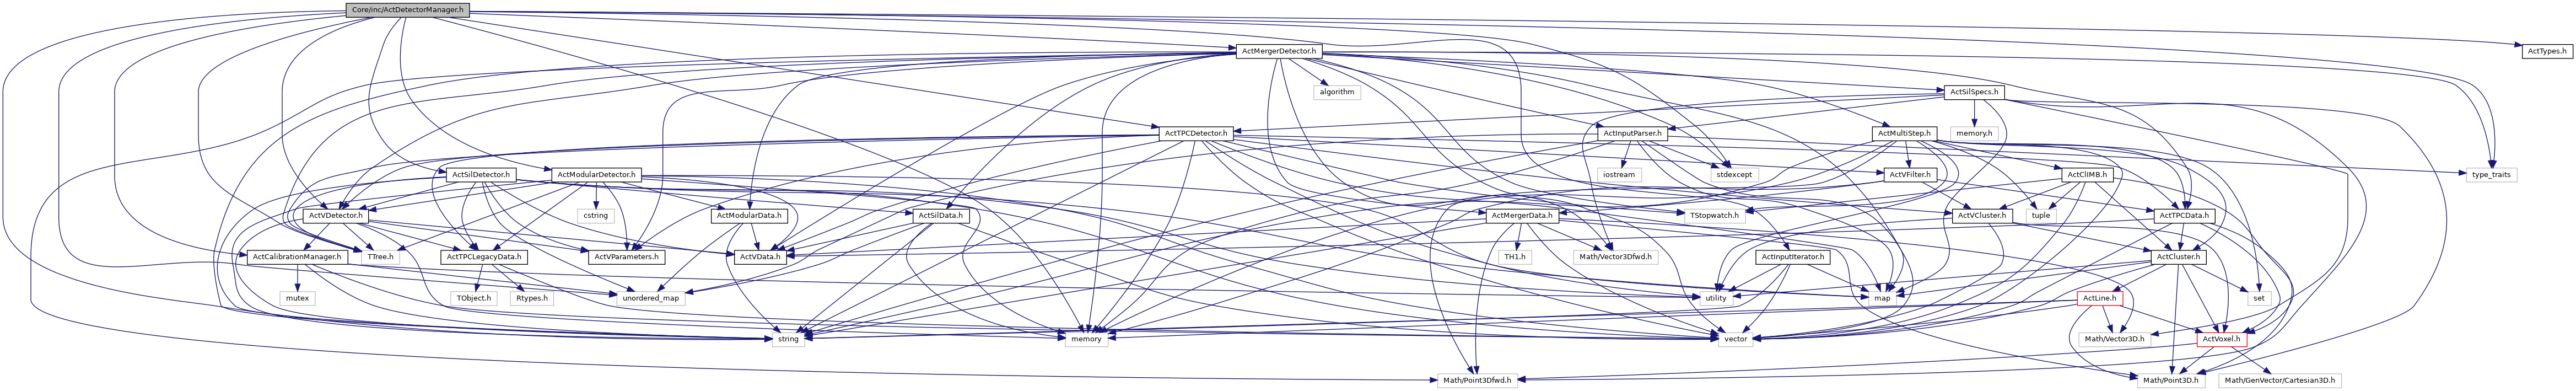 Core/inc/ActDetectorManager.h
ActMergerDetector.h
ActTypes.h
algorithm
ActSilSpecs.h
ActTPCDetector.h
ActInputParser.h
memory.h
ActMultiStep.h
ActSilDetector.h
ActModularDetector.h
iostream
stdexcept
ActVFilter.h
ActClIMB.h
type_traits
ActVDetector.h
cstring
ActModularData.h
ActSilData.h
ActMergerData.h
TStopwatch.h
ActVCluster.h
tuple
ActTPCData.h
ActCalibrationManager.h
TTree.h
ActTPCLegacyData.h
ActVParameters.h
ActVData.h
TH1.h
Math/Vector3Dfwd.h
ActInputIterator.h
ActCluster.h
mutex
TObject.h
Rtypes.h
unordered_map
utility
map
ActLine.h
set
string
memory
vector
Math/Vector3D.h
ActVoxel.h
Math/Point3Dfwd.h
Math/Point3D.h
Math/GenVector/Cartesian3D.h